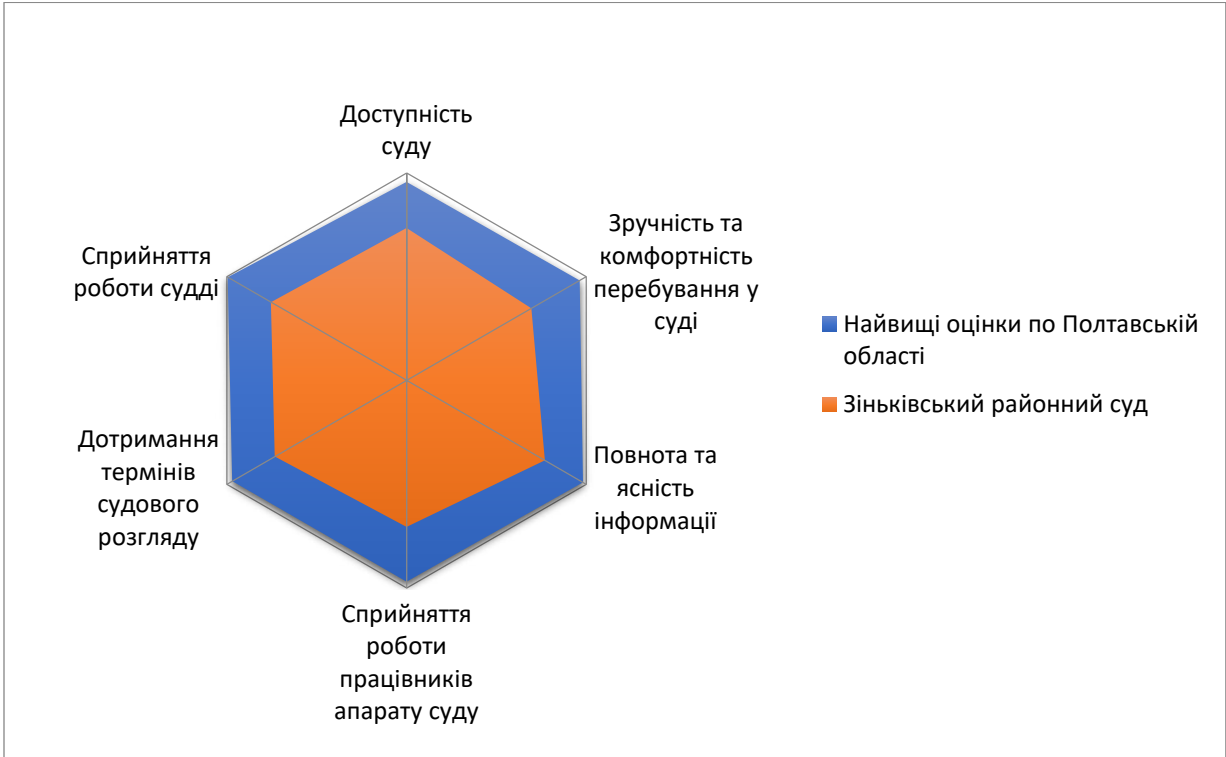 Доступність
суду
Зручність та
комфортність
перебування у
суді
Повнота та
ясність
інформації
Сприйняття
роботи
працівників
апарату суду
Дотримання
термінів
судового
розгляду
Сприйняття
роботи судді
Найвищі оцінки по Полтавській
області
Зіньківський районний суд